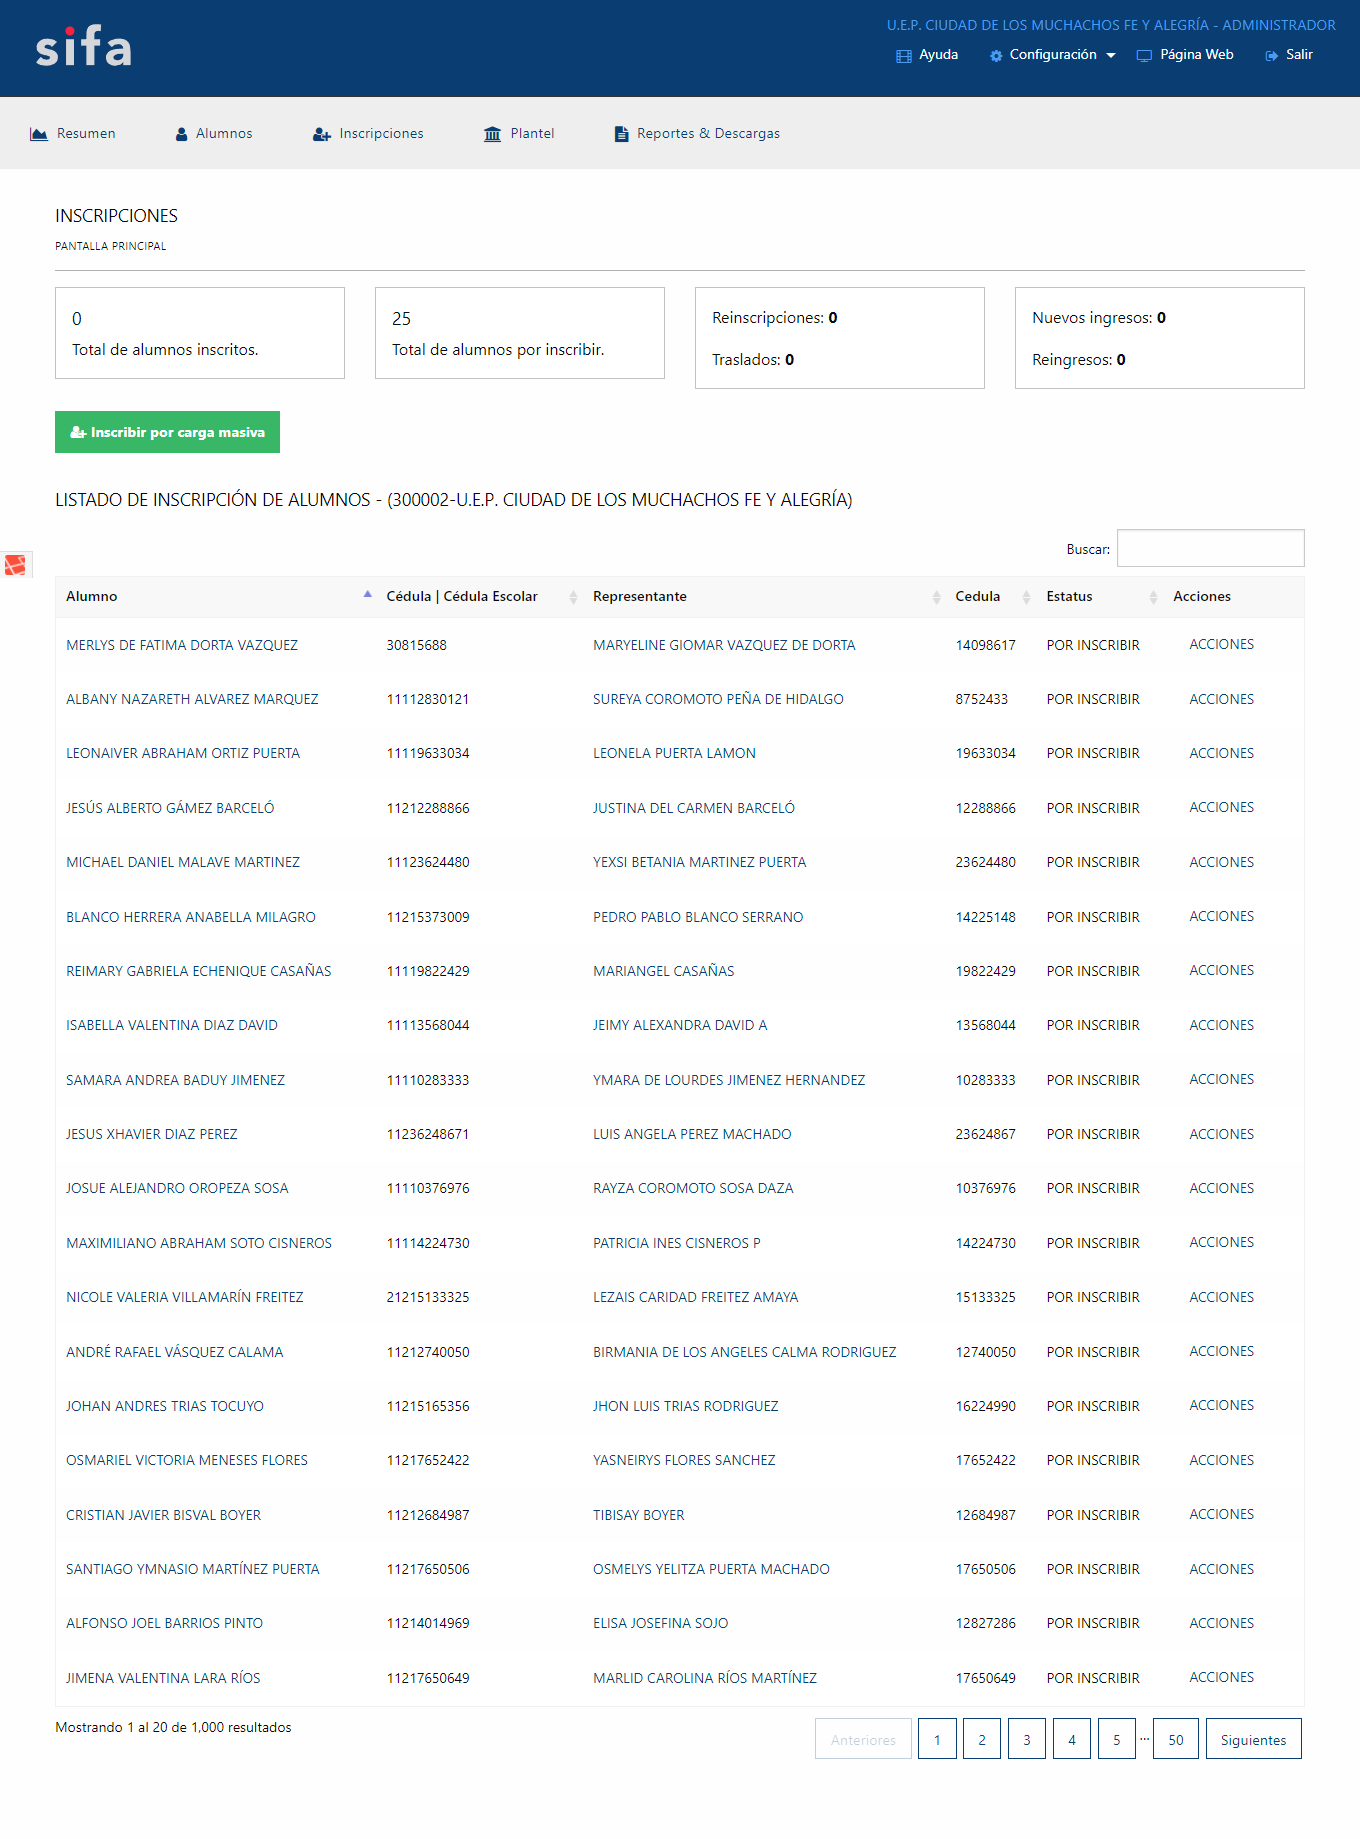 sifa
U.E.P. CIUDAD DE LOS MUCHACHOS FE Y ALEGRÍA - ADMINISTRADOR
Ayuda Configuración Página Web Salir
Resumen Alumnos Inscripciones Plantel Reportes & Descargas
INSCRIPCIONES
PANTALLA PRINCIPAL
0
Total de alumnos inscritos.
25
Total de alumnos por inscribir.
Reinscripciones: 0
Traslados: 0
Nuevos ingresos: 0
Reingresos: 0
Inscribir por carga masiva
LISTADO DE INSCRIPCIÓN DE ALUMNOS - (300002-U.E.P. CIUDAD DE LOS MUCHACHOS FE Y ALEGRÍA)
Buscar:
Alumno Cédula | Cédula Escolar Representante Cedula Estatus Acciones
MERLYS DE FATIMA DORTA VAZQUEZ 30815688 MARYELINE GIOMAR VAZQUEZ DE DORTA 14098617 POR INSCRIBIR ACCIONES
ALBANY NAZARETH ALVAREZ MARQUEZ 11112830121 SUREYA COROMOTO PEÑA DE HIDALGO 8752433 POR INSCRIBIR ACCIONES
LEONAIVER ABRAHAM ORTIZ PUERTA 11119633034 LEONELA PUERTA LAMON 19633034 POR INSCRIBIR ACCIONES
JESÚS ALBERTO GÁMEZ BARCELÓ 11212288866 JUSTINA DEL CARMEN BARCELÓ 12288866 POR INSCRIBIR ACCIONES
MICHAEL DANIEL MALAVE MARTINEZ 11123624480 YEXSI BETANIA MARTINEZ PUERTA 23624480 POR INSCRIBIR ACCIONES
BLANCO HERRERA ANABELLA MILAGRO 11215373009 PEDRO PABLO BLANCO SERRANO 14225148 POR INSCRIBIR ACCIONES
REIMARY GABRIELA ECHENIQUE CASAÑAS 11119822429 MARIANGEL CASAÑAS 19822429 POR INSCRIBIR ACCIONES
ISABELLA VALENTINA DIAZ DAVID 11113568044 JEIMY ALEXANDRA DAVID A 13568044 POR INSCRIBIR ACCIONES
SAMARA ANDREA BADUY JIMENEZ 11110283333 YMARA DE LOURDES JIMENEZ HERNANDEZ 10283333 POR INSCRIBIR ACCIONES
JESUS XHAVIER DIAZ PEREZ 11236248671 LUIS ANGELA PEREZ MACHADO 23624867 POR INSCRIBIR ACCIONES
JOSUE ALEJANDRO OROPEZA SOSA 11110376976 RAYZA COROMOTO SOSA DAZA 10376976 POR INSCRIBIR ACCIONES
MAXIMILIANO ABRAHAM SOTO CISNEROS 11114224730 PATRICIA INES CISNEROS P 14224730 POR INSCRIBIR ACCIONES
NICOLE VALERIA VILLAMARÍN FREITEZ 21215133325 LEZAIS CARIDAD FREITEZ AMAYA 15133325 POR INSCRIBIR ACCIONES
ANDRÉ RAFAEL VÁSQUEZ CALAMA 11212740050 BIRMANIA DE LOS ANGELES CALMA RODRIGUEZ 12740050 POR INSCRIBIR ACCIONES
JOHAN ANDRES TRIAS TOCUYO 11215165356 JHON LUIS TRIAS RODRIGUEZ 16224990 POR INSCRIBIR ACCIONES
OSMARIEL VICTORIA MENESES FLORES 11217652422 YASNEIRYS FLORES SANCHEZ 17652422 POR INSCRIBIR ACCIONES
CRISTIAN JAVIER BISVAL BOYER 11212684987 TIBISAY BOYER 12684987 POR INSCRIBIR ACCIONES
SANTIAGO YMNASIO MARTÍNEZ PUERTA 11217650506 OSMELYS YELITZA PUERTA MACHADO 17650506 POR INSCRIBIR ACCIONES
ALFONSO JOEL BARRIOS PINTO 11214014969 ELISA JOSEFINA SOJO 12827286 POR INSCRIBIR ACCIONES
JIMENA VALENTINA LARA RÍOS 11217650649 MARLID CAROLINA RÍOS MARTÍNEZ 17650649 POR INSCRIBIR ACCIONES
Mostrando 1 al 20 de 1,000 resultados
Anteriores 1 2 3 4 5 ... 50 Siguientes